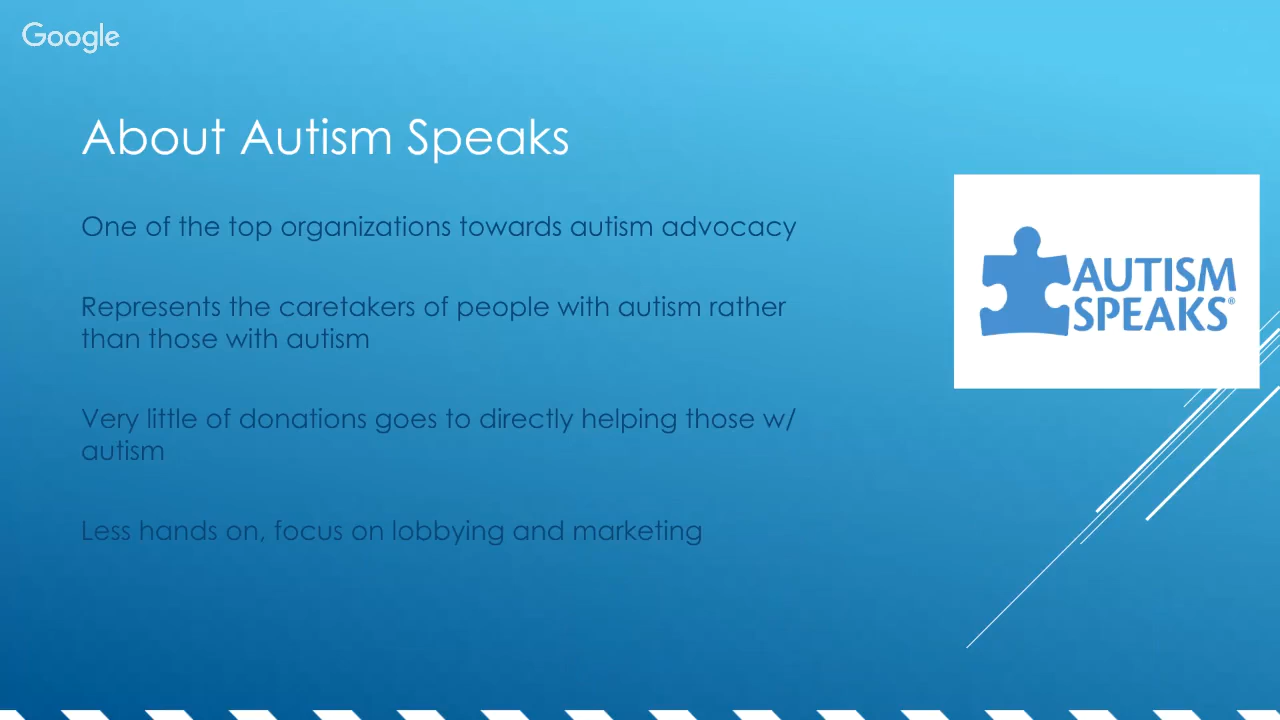 Google
About Autism Speaks
One of the top organizations towards autism advocacy
Represents the caretakers of people with autism rather
than those with autism
Very little of donations goes to directly helping those w/
autism
Less hands on, focus on lobbying and marketing
AUTISM
SPEAKS®